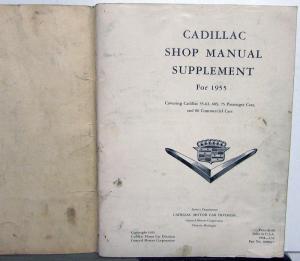 CADILLAC
SHOP MANUAL
SUPPLEMENT
For 1955
Covering Cadillac 55-62, 60S, 75 Passenger Cars,
and 86 Commercial Cars
Service Department
CADILLAC MOTOR CAR DIVISION
General Motors Corporation
Detroit, Michigan
Copyright 1955
Cadillac Motor Car Division
General Motors Corporation
U.S.A.
Part No.